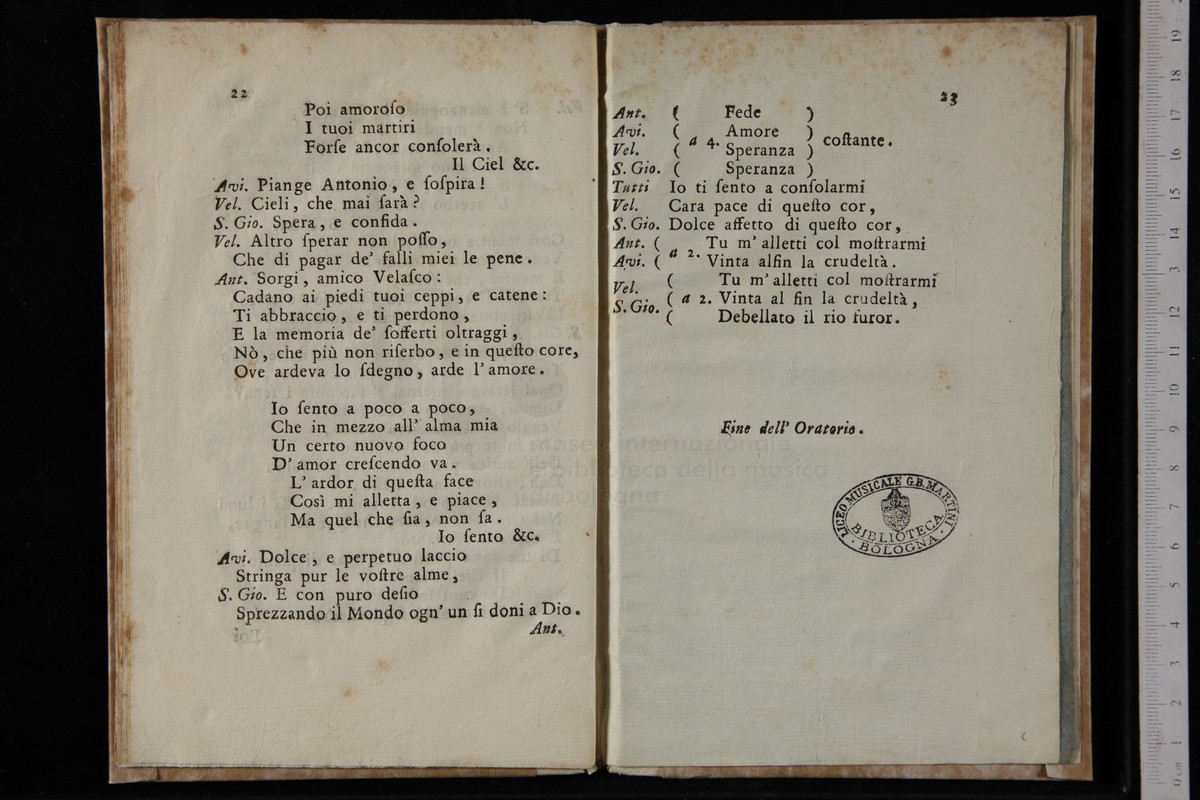 22
Poi amoroſo
I tuoi martiri
Forſe ancor conſolerà.
Il Ciel &c.
Avi. Piange Antonio, e ſoſpira!
Vel. Cieli, che mai ſarà?
S. Gio. Spera, e confida.
Vel. Altro ſperar non poſſo,
Che di pagar de' falli miei le pene.
Ant. Sorgi, amico Velaſco:
Cadano ai piedi tuoi ceppi, e catene:
Ti abbraccio, e ti perdono,
E la memoria de' ſofferti oltraggi,
Nò, che più non riſerbo, e in queſto core,
Ove ardeva lo ſdegno, arde l'amore.
Io ſento a poco a poco,
Che in mezzo all' alma mia
Un certo nuovo foco
D' amor creſcendo va.
L' ardor di queſta face
Così mi alletta, e piace,
Ma quel che ſia, non ſa.
Io ſento &c.
Avi. Dolce, e perpetuo laccio
Stringa pur le voſtre alme,
S. Gio. E con puro deſio
Sprezzando il Mondo ogn' un ſi doni a Dio.
Ant.
23
Ant. ( Fede )
Avi. ( Amore )
a 4. coſtante.
Vel. ( Speranza )
S. Gio. ( Speranza )
Tutti Io ti ſento a conſolarmi
Vel. Cara pace di queſto cor,
S. Gio. Dolce affetto di queſto cor,
Ant. ( a 2. Tu m' alletti col moſtrarmi
Avi. ( Vinta alfin la crudeltà.
Vel. ( Tu m' alletti col moſtrarmi
( a 2. Vinta al fin la crudeltà,
S. Gio. ( Debellato il rio furor.
Fine dell' Oratorio.
LICEO MUSICALE G.B. MARTINI
BIBLIOTECA
BOLOGNA
museo internazionale
e biblioteca della musica
di bologna